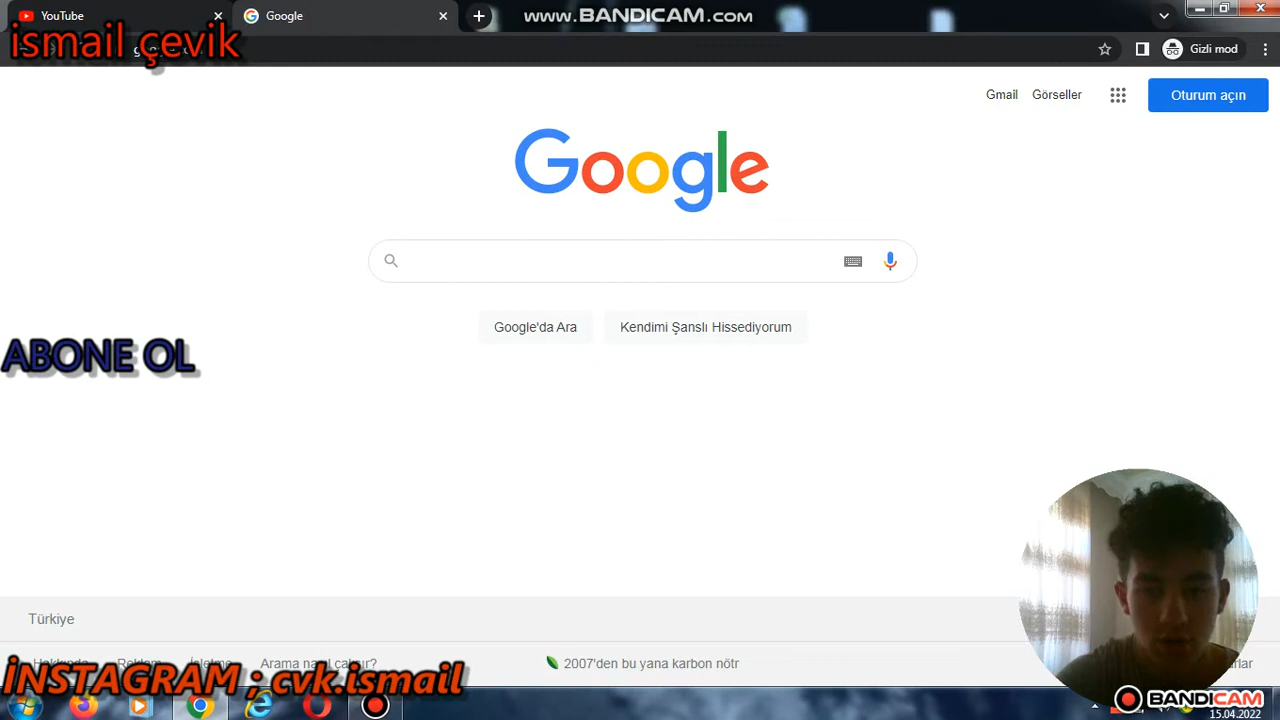 YouTube
Google
www.BANDICAM.com
ismail çevik
Gizli mod
Gmail
Görseller
Oturum açın
Google
Google'da Ara
Kendimi Şanslı Hissediyorum
ABONE OL
Türkiye
Arama nasıl çalışır?
2007'den bu yana karbon nötr
İNSTAGRAM ; cvk.ismail
BANDICAM
15.04.2022